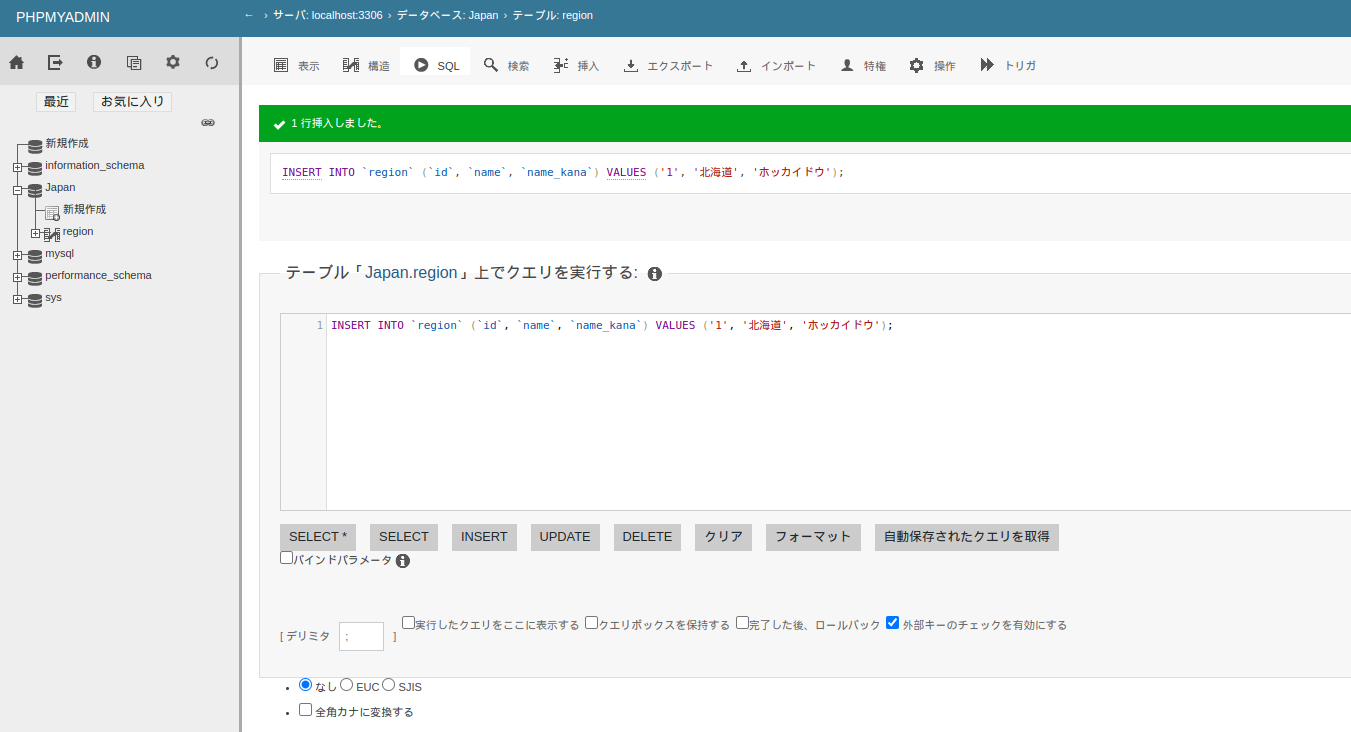 PHPMYADMIN
← › サーバ: localhost:3306 › データベース: Japan › テーブル: region
表示 構造 SQL 検索 挿入 エクスポート インポート 特権 操作 トリガ
最近 お気に入り
新規作成
information_schema
Japan
新規作成
region
mysql
performance_schema
sys
1 行挿入しました。
INSERT INTO `region` (`id`, `name`, `name_kana`) VALUES ('1', '北海道', 'ホッカイドウ');
テーブル「Japan.region」上でクエリを実行する:
1 INSERT INTO `region` (`id`, `name`, `name_kana`) VALUES ('1', '北海道', 'ホッカイドウ');
SELECT * SELECT INSERT UPDATE DELETE クリア フォーマット 自動保存されたクエリを取得
バインドパラメータ
[ デリミタ ; ] 実行したクエリをここに表示する クエリボックスを保持する 完了した後、ロールバック 外部キーのチェックを有効にする
• なし EUC SJIS
• 全角カナに変換する